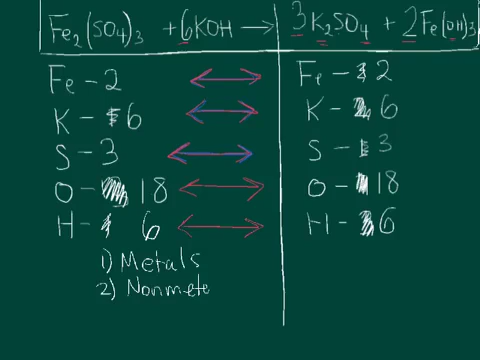 Fe₂(SO₄)₃ + 6KOH → 3K₂SO₄ + 2Fe(OH)₃
Fe - 2 ↔ Fe - 2
K - 6 ↔ K - 6
S - 3 ↔ S - 3
O - 18 ↔ O - 18
H - 6 ↔ H - 6
1) Metals
2) Nonmete